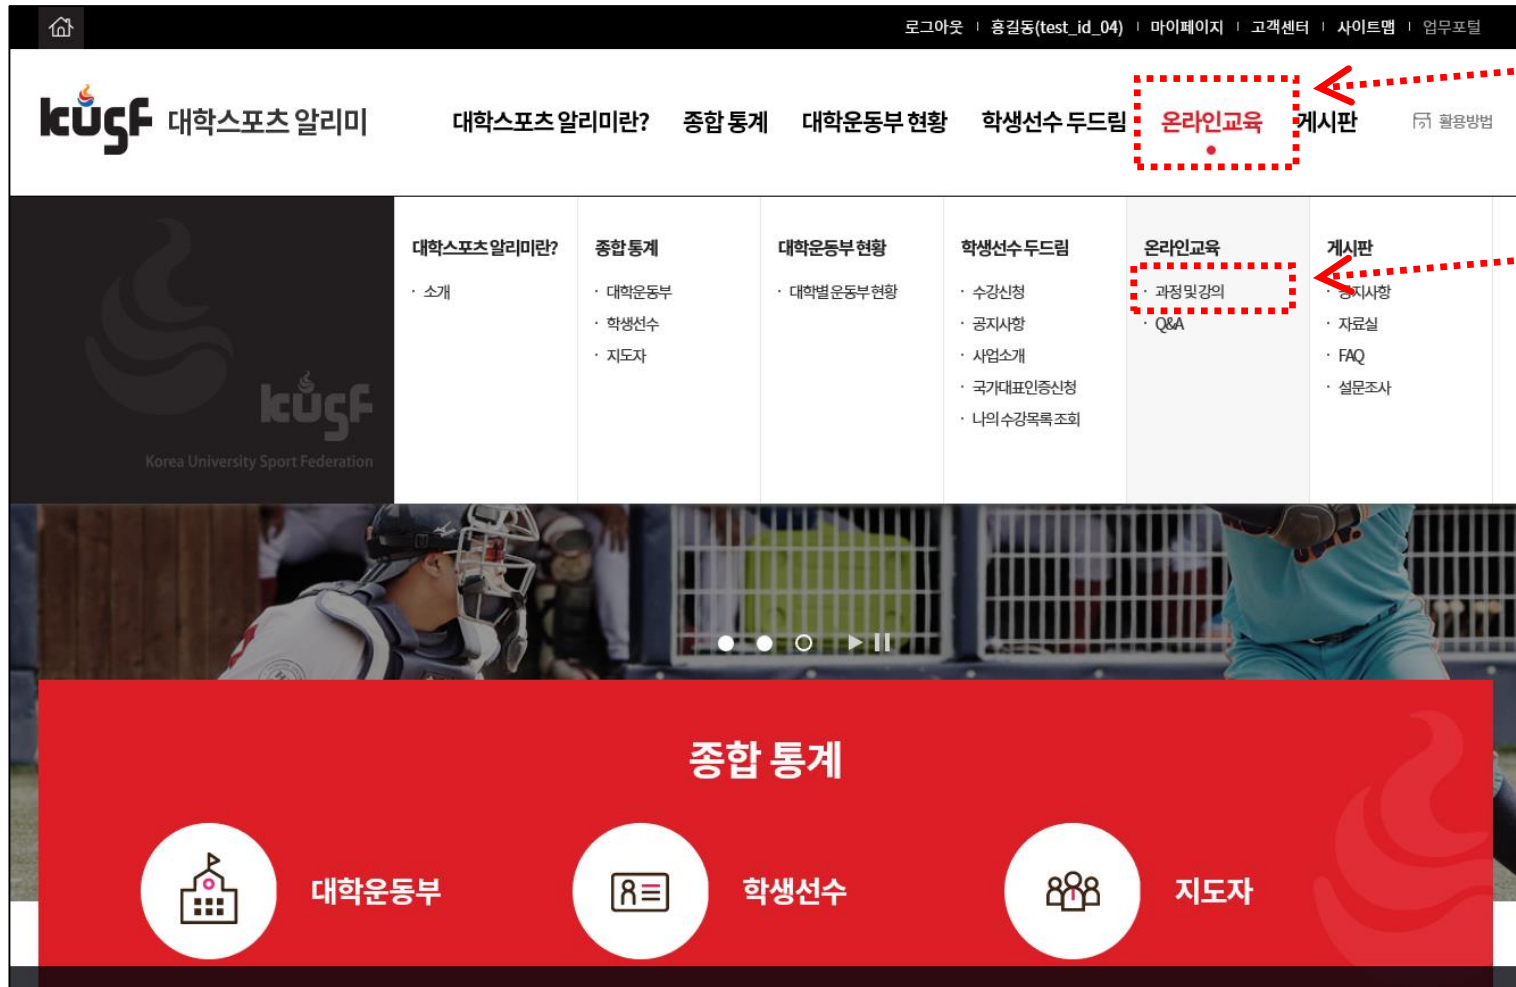 로그아웃 | 홍길동(test_id_04) | 마이페이지 | 고객센터 | 사이트맵 | 업무포털
kusf 대학스포츠 알리미
대학스포츠 알리미란? 종합 통계 대학운동부 현황 학생선수 두드림 온라인교육 게시판 활용방법
kusf
Korea University Sport Federation
대학스포츠 알리미란?
· 소개
종합 통계
· 대학운동부
· 학생선수
· 지도자
대학운동부 현황
· 대학별 운동부 현황
학생선수 두드림
· 수강신청
· 공지사항
· 사업소개
· 국가대표인증신청
· 나의 수강목록 조회
온라인교육
· 과정 및 강의
· Q&A
게시판
· 공지사항
· 자료실
· FAQ
· 설문조사
종합 통계
대학운동부 학생선수 지도자